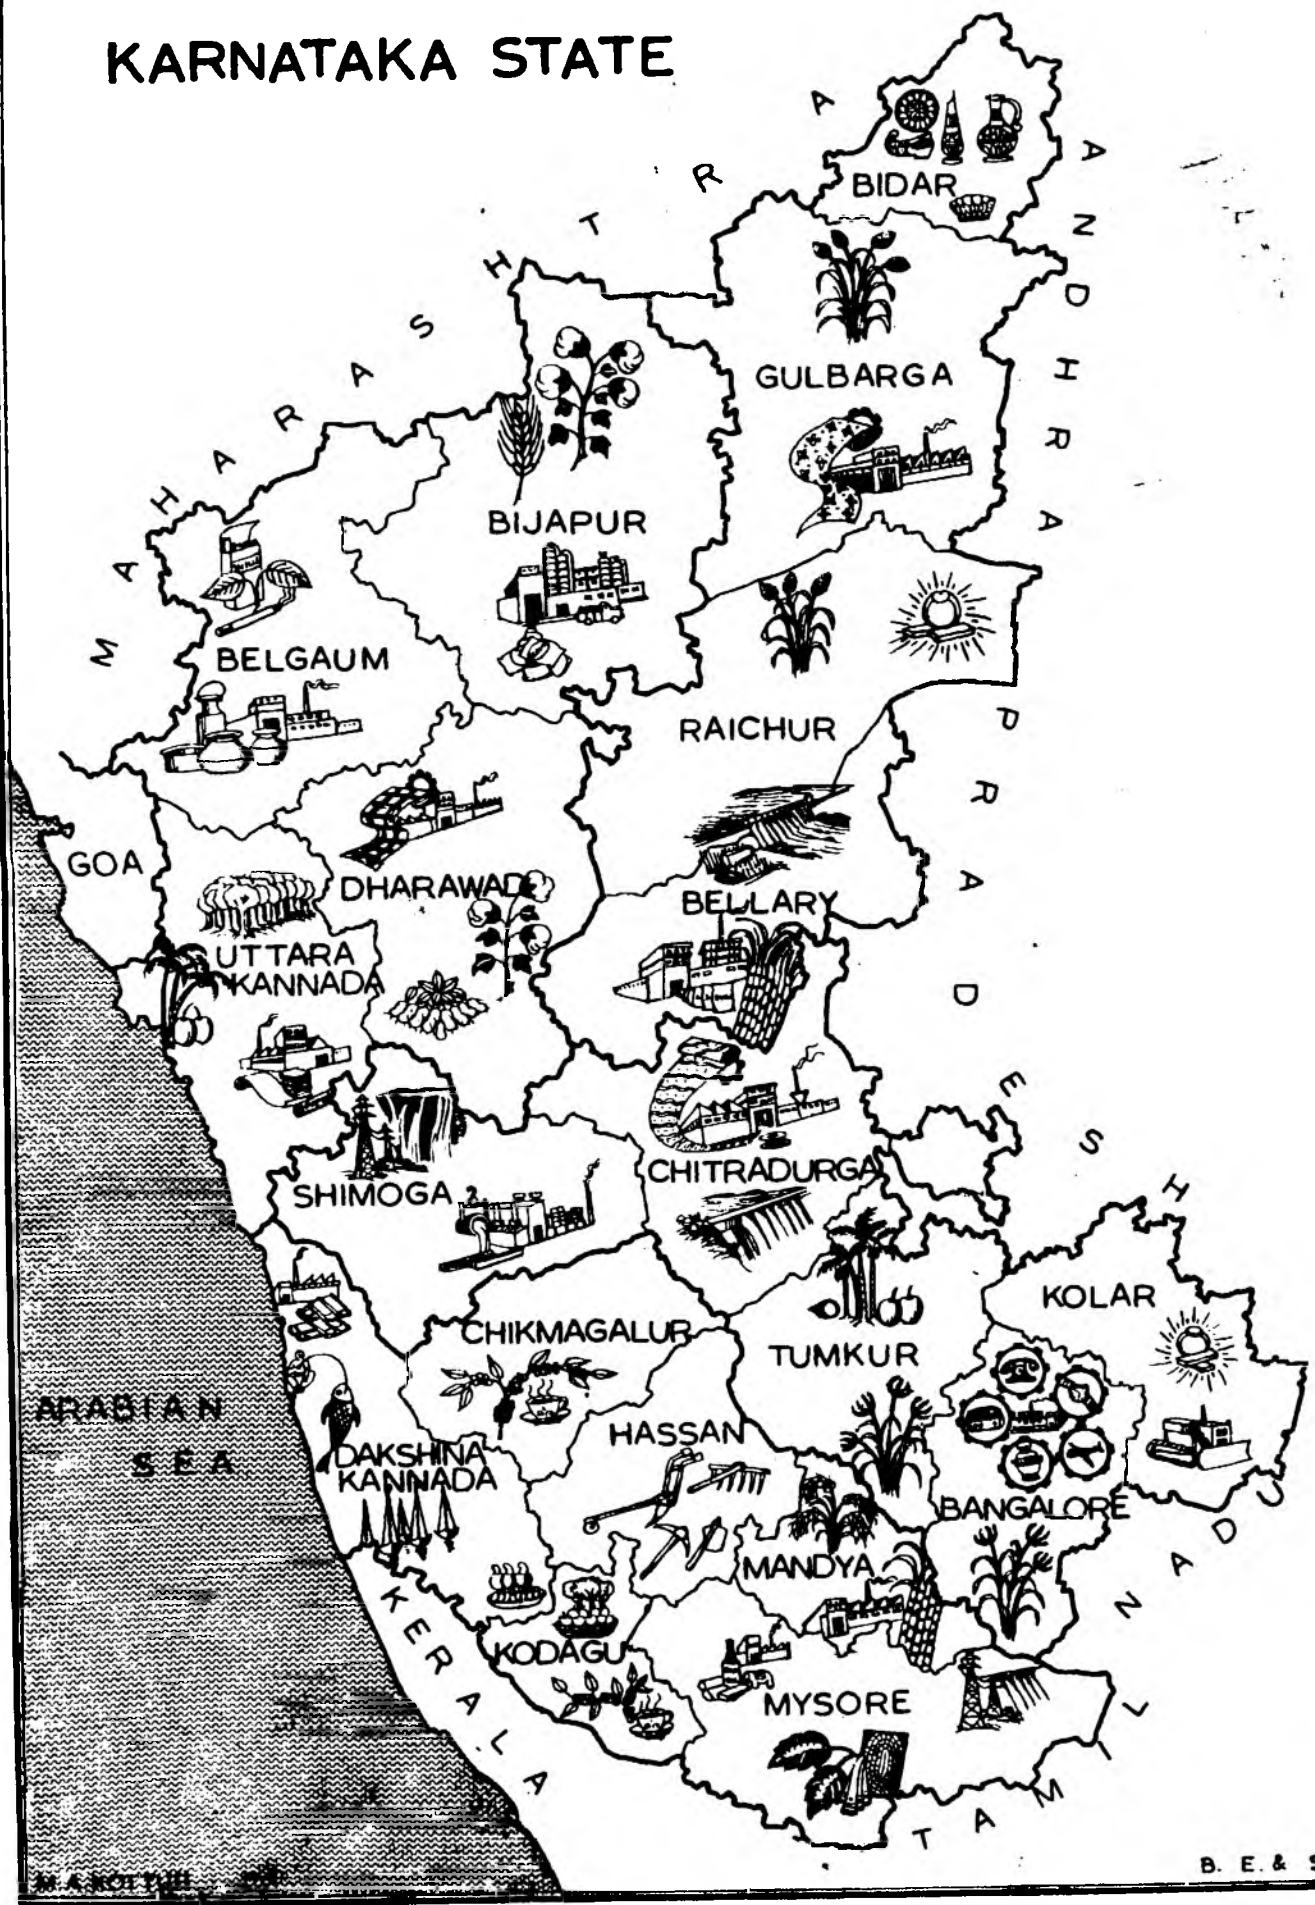 KARNATAKA STATE
MAHARASHTRA
ANDHRA PRADESH
BIDAR
GULBARGA
BIJAPUR
BELGAUM
RAICHUR
GOA
DHARAWAD
BELLARY
UTTARA
KANNADA
SHIMOGA
CHITRADURGA
KOLAR
CHIKMAGALUR
TUMKUR
ARABIAN
SEA
HASSAN
DAKSHINA
KANNADA
BANGALORE
MANDYA
KODAGU
MYSORE
KERALA
TAMIL NADU
B. E. & S